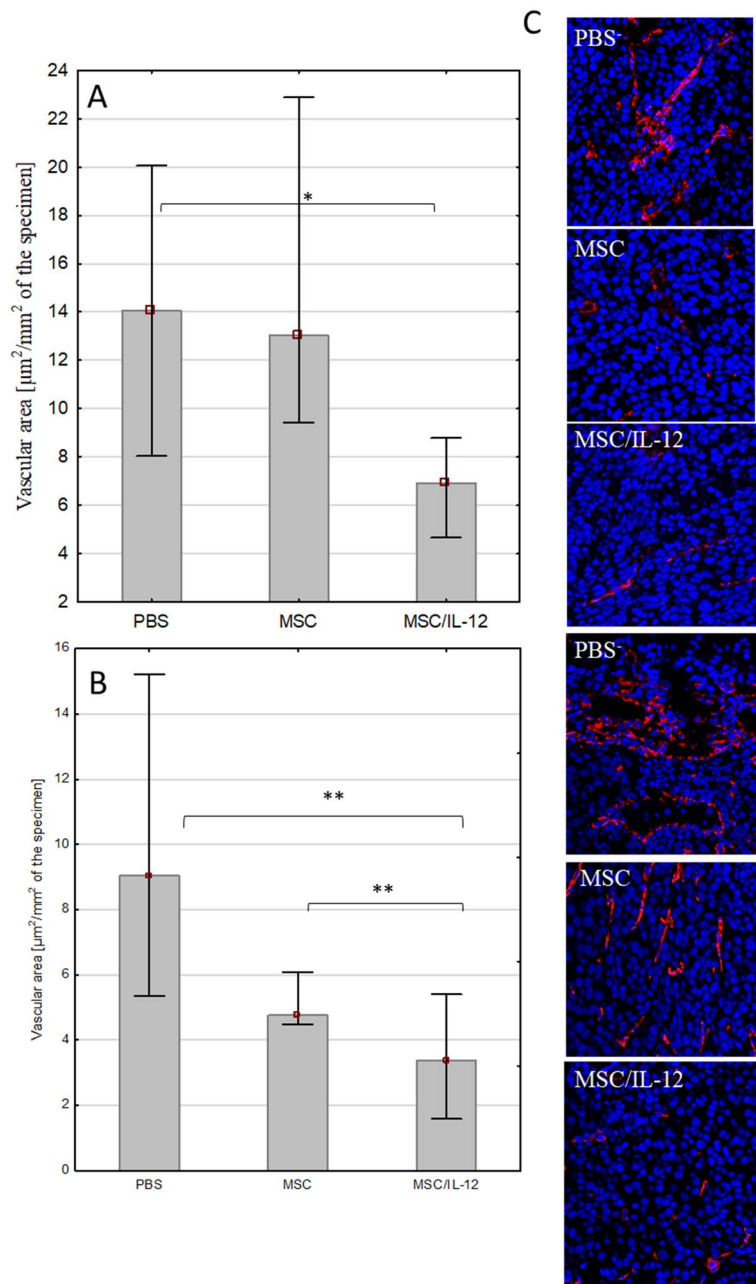 A
Vascular area [µm²/mm² of the specimen]
24
22
20
18
16
14
12
10
8
6
4
2
*
PBS
MSC
MSC/IL-12
B
Vascular area [µm²/mm² of the specimen]
16
14
12
10
8
6
4
2
0
**
**
PBS
MSC
MSC/IL-12
C
PBS-
MSC
MSC/IL-12
PBS-
MSC
MSC/IL-12